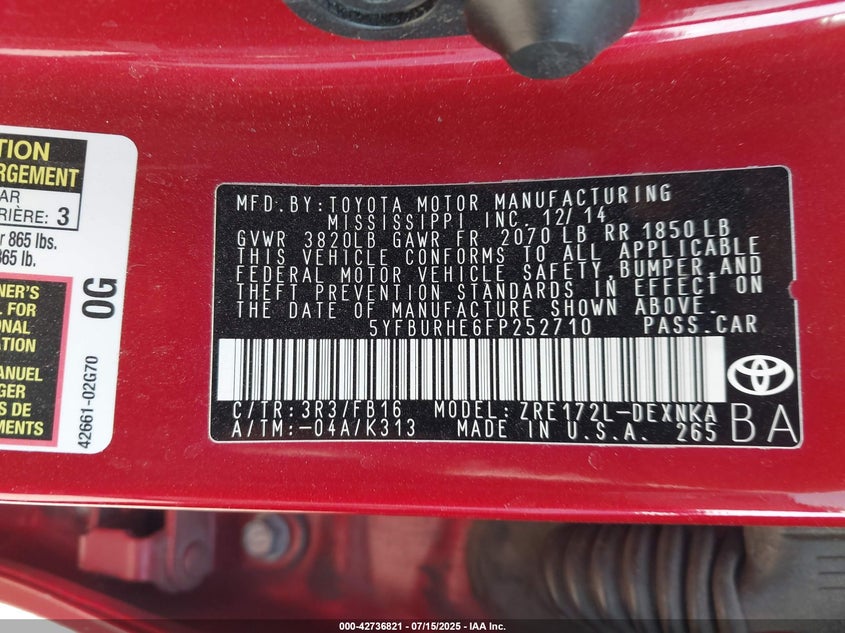 TION
RGEMENT
AR
RIÈRE: 3
r 865 lbs.
865 lb.
NER'S
L FOR
ONAL
ATION
ANUEL
GER
S DE
MENTS
0G
42661-02G70
MFD.BY:TOYOTA MOTOR MANUFACTURING
MISSISSIPPI INC. 12/14
GVWR 3820LB GAWR FR 2070 LB RR 1850 LB
THIS VEHICLE CONFORMS TO ALL APPLICABLE
FEDERAL MOTOR VEHICLE SAFETY, BUMPER, AND
THEFT PREVENTION STANDARDS IN EFFECT ON
THE DATE OF MANUFACTURE SHOWN ABOVE.
5YFBURHE6FP252710 PASS.CAR
C/TR:3R3/FB16 MODEL:ZRE172L-DEXNKA
A/TM:-04A/K313 MADE IN U.S.A. 265
BA
000-42736821 | 07/15/2025 - IAA Inc.